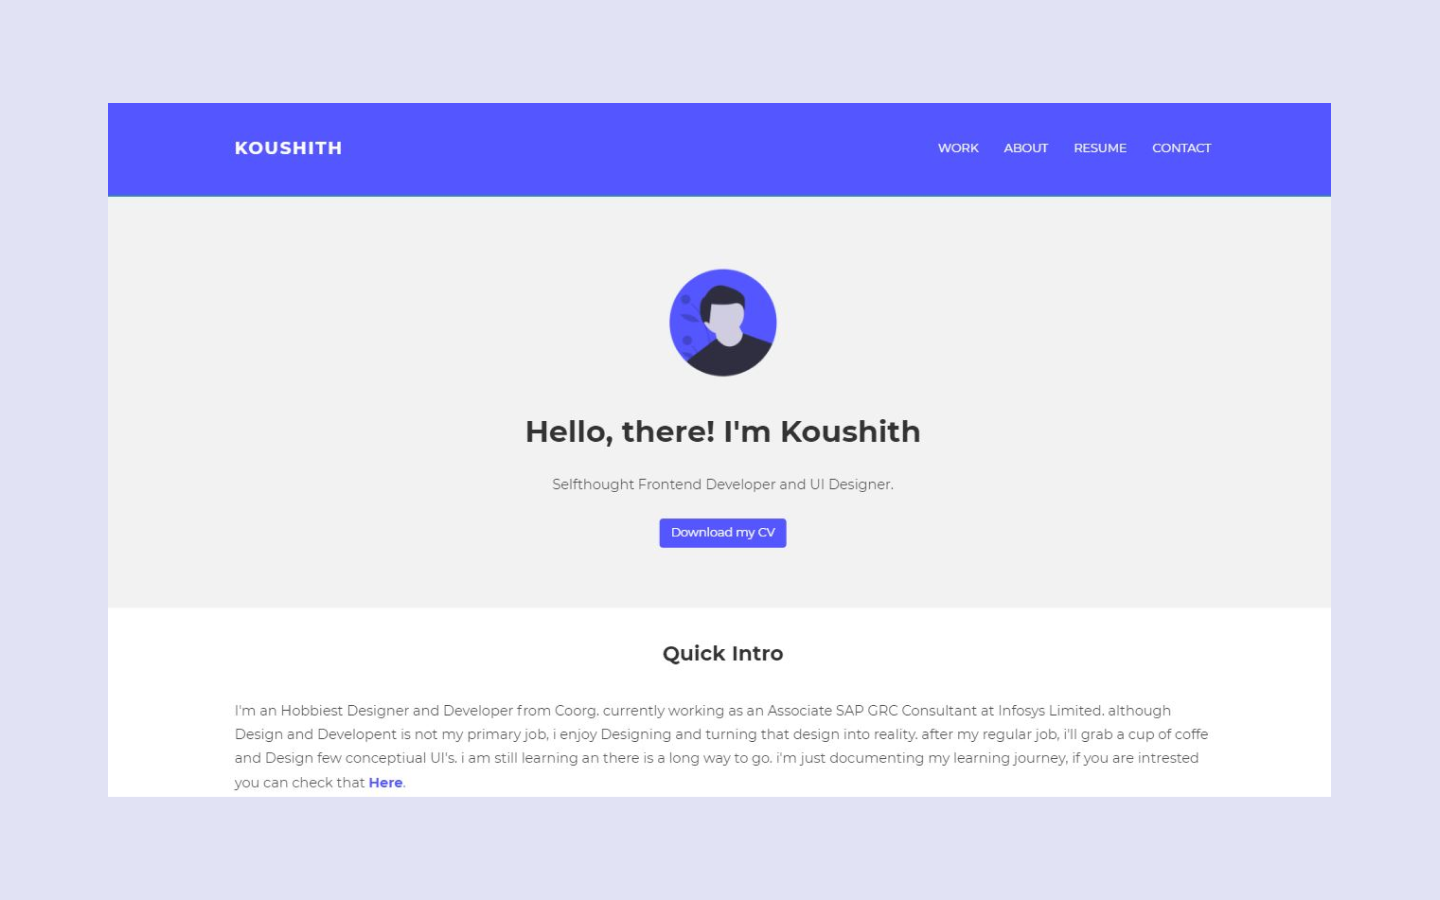 KOUSHITH
WORK ABOUT RESUME CONTACT
Hello, there! I'm Koushith
Selfthought Frontend Developer and UI Designer.
Download my CV
Quick Intro
I'm an Hobbiest Designer and Developer from Coorg. currently working as an Associate SAP GRC Consultant at Infosys Limited. although
Design and Developent is not my primary job, i enjoy Designing and turning that design into reality. after my regular job, i'll grab a cup of coffe
and Design few conceptiual UI's. i am still learning an there is a long way to go. i'm just documenting my learning journey, if you are intrested
you can check that Here.